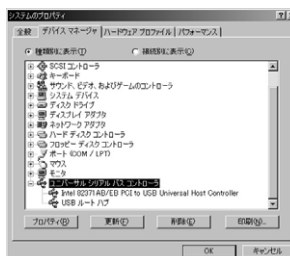 システムのプロパティ
全般 デバイス マネージャ ハードウェア プロファイル パフォーマンス
種類別に表示(T) 接続別に表示(C)
SCSI コントローラ
キーボード
サウンド、ビデオ、およびゲームのコントローラ
システム デバイス
ディスク ドライブ
ディスプレイ アダプタ
ネットワーク アダプタ
ハード ディスク コントローラ
フロッピー ディスク コントローラ
ポート (COM / LPT)
マウス
モニタ
ユニバーサル シリアル バス コントローラ
Intel 82371AB/EB PCI to USB Universal Host Controller
USB ルート ハブ
プロパティ(R) 更新(F) 削除(E) 印刷(N)...
OK キャンセル